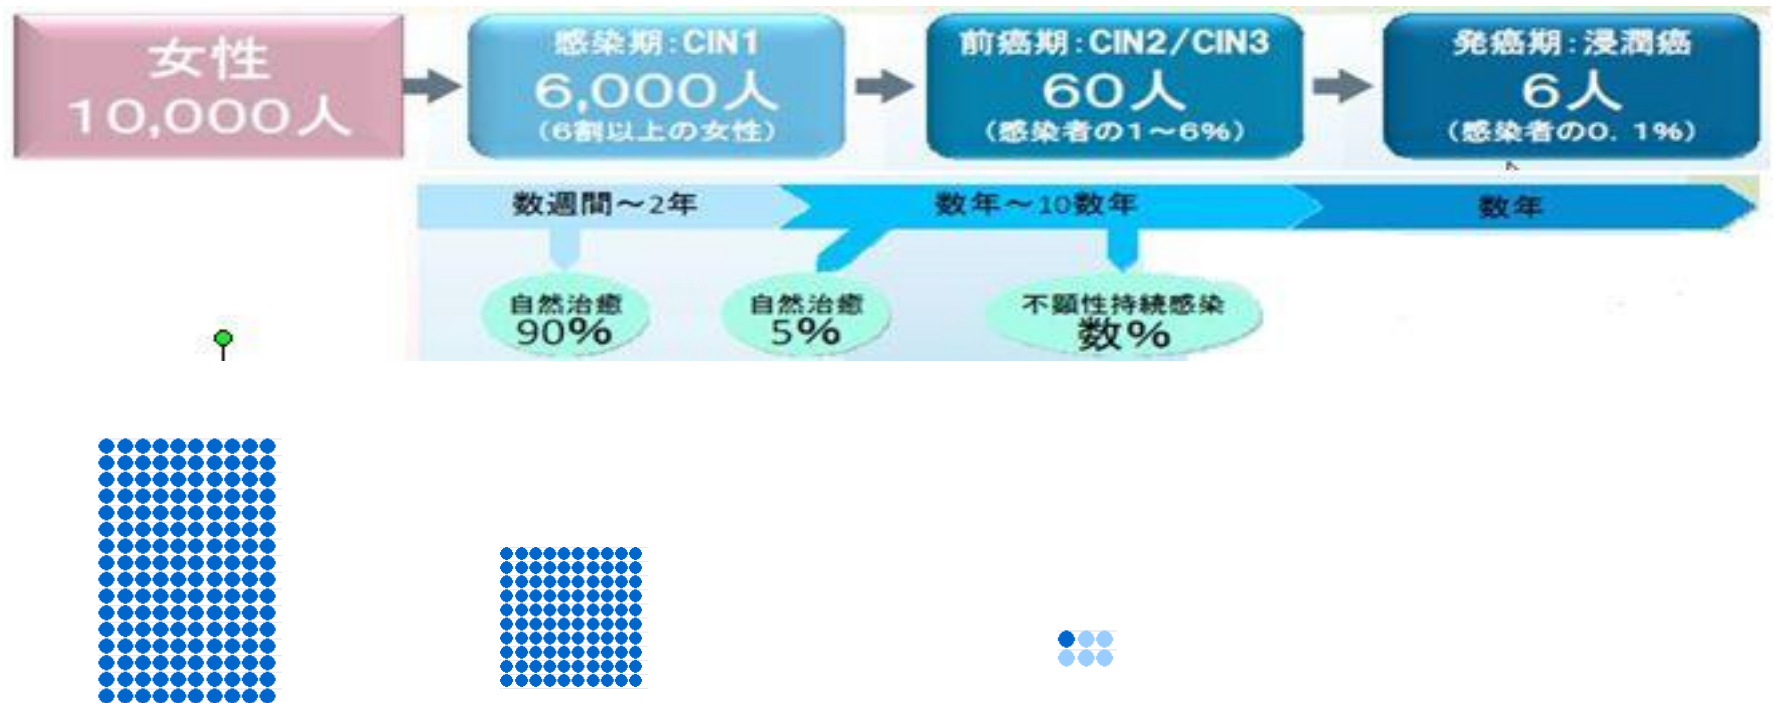 女性
10,000人
感染期:CIN1
6,000人
(6割以上の女性)
前癌期:CIN2/CIN3
60人
(感染者の1～6%)
発癌期:浸潤癌
6人
(感染者の0. 1%)
数週間～2年
数年～10数年
数年
自然治癒
90%
自然治癒
5%
不顕性持続感染
数%